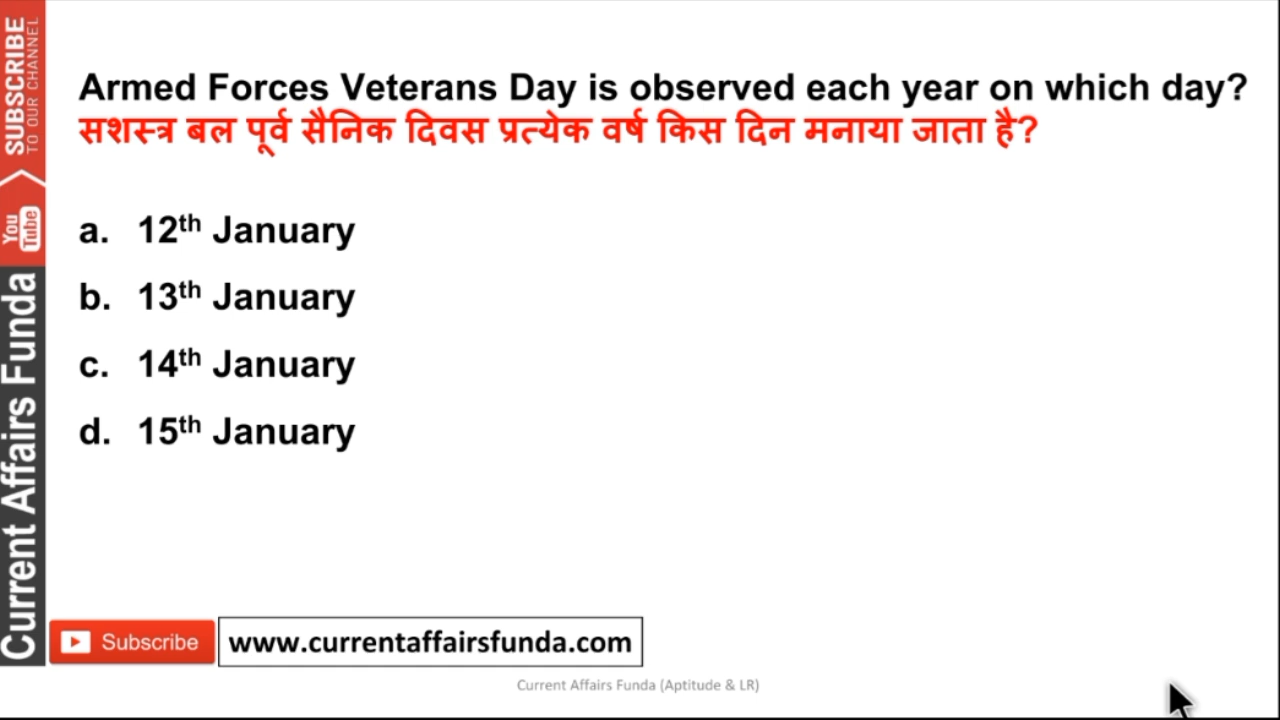 Armed Forces Veterans Day is observed each year on which day?
सशस्त्र बल पूर्व सैनिक दिवस प्रत्येक वर्ष किस दिन मनाया जाता है?
a. 12th January
b. 13th January
c. 14th January
d. 15th January
SUBSCRIBE
TO OUR CHANNEL
You
Tube
Current Affairs Funda
Subscribe
www.currentaffairsfunda.com
Current Affairs Funda (Aptitude & LR)